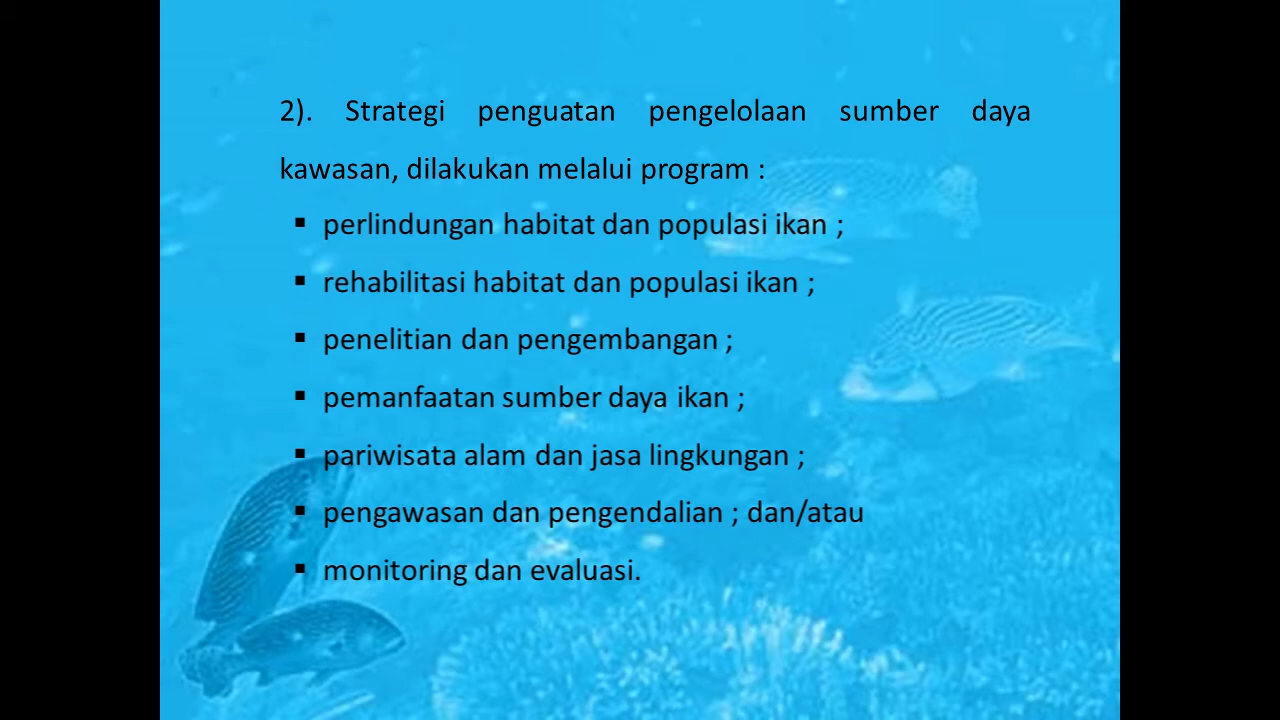 2). Strategi penguatan pengelolaan sumber daya
kawasan, dilakukan melalui program :
▪ perlindungan habitat dan populasi ikan ;
▪ rehabilitasi habitat dan populasi ikan ;
▪ penelitian dan pengembangan ;
▪ pemanfaatan sumber daya ikan ;
▪ pariwisata alam dan jasa lingkungan ;
▪ pengawasan dan pengendalian ; dan/atau
▪ monitoring dan evaluasi.